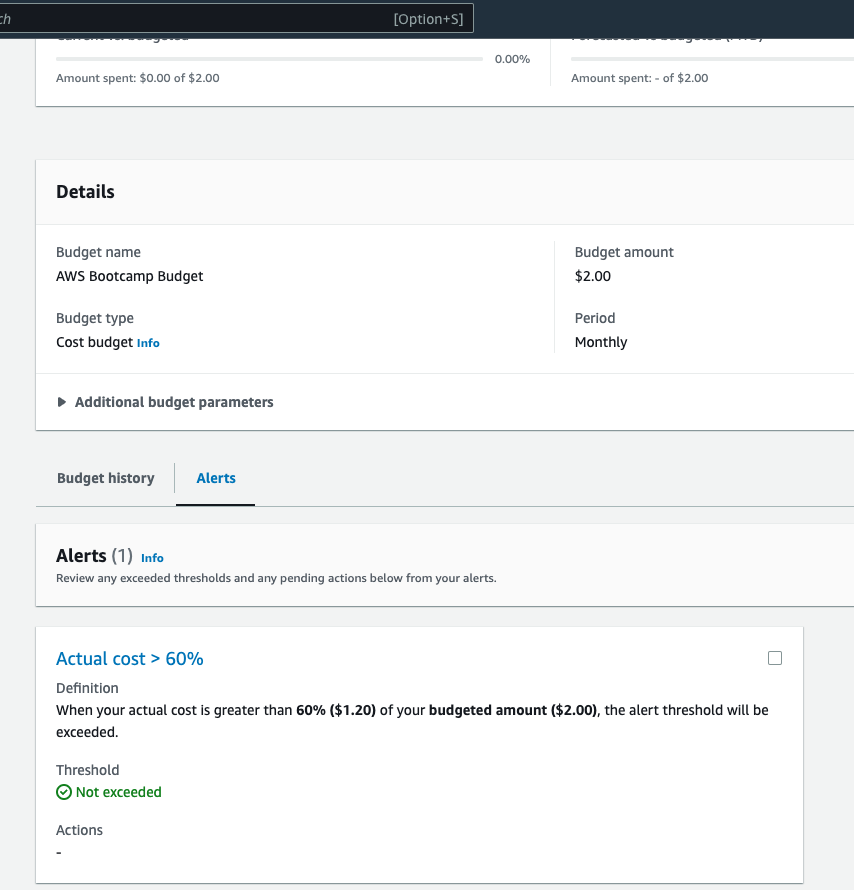 ch
[Option+S]
Current vs. budgeted
0.00%
Amount spent: $0.00 of $2.00
Amount spent: - of $2.00
Details
Budget name
AWS Bootcamp Budget
Budget amount
$2.00
Budget type
Cost budget Info
Period
Monthly
Additional budget parameters
Budget history
Alerts
Alerts (1) Info
Review any exceeded thresholds and any pending actions below from your alerts.
Actual cost > 60%
Definition
When your actual cost is greater than 60% ($1.20) of your budgeted amount ($2.00), the alert threshold will be
exceeded.
Threshold
Not exceeded
Actions
-